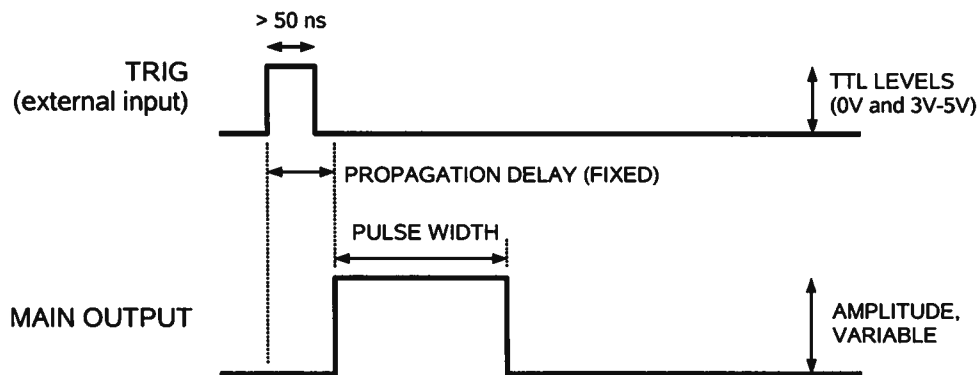 > 50 ns
TRIG
(external input)
TTL LEVELS
(0V and 3V-5V)
PROPAGATION DELAY (FIXED)
PULSE WIDTH
MAIN OUTPUT
AMPLITUDE,
VARIABLE